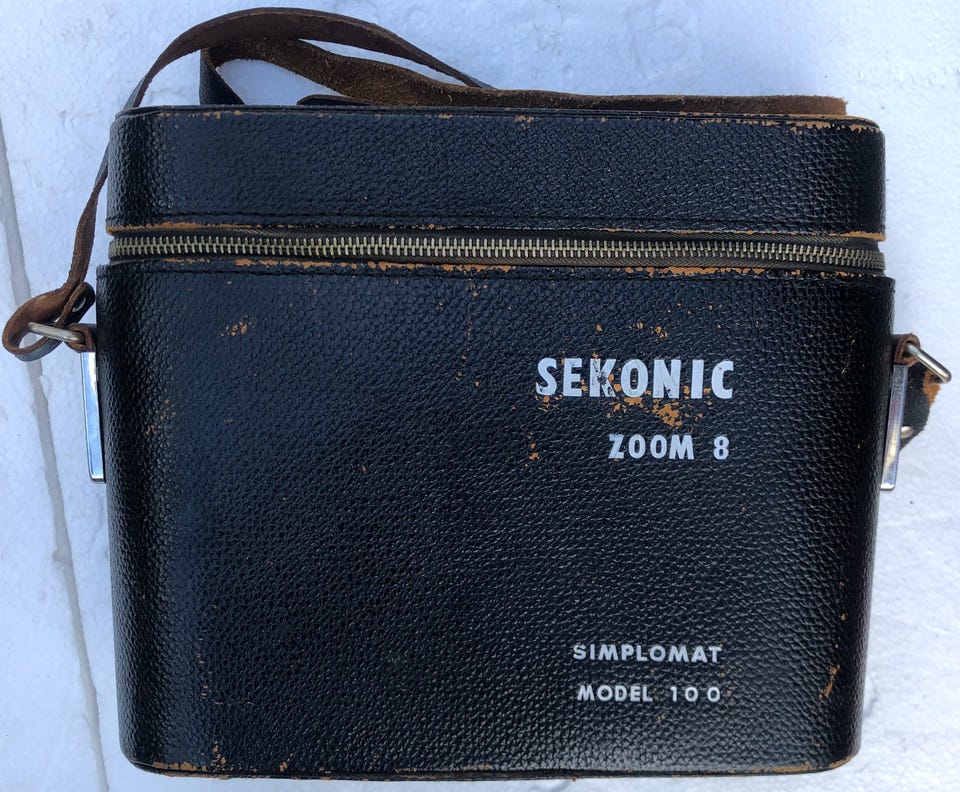 SEKONIC
ZOOM 8
SIMPLOMAT
MODEL 100